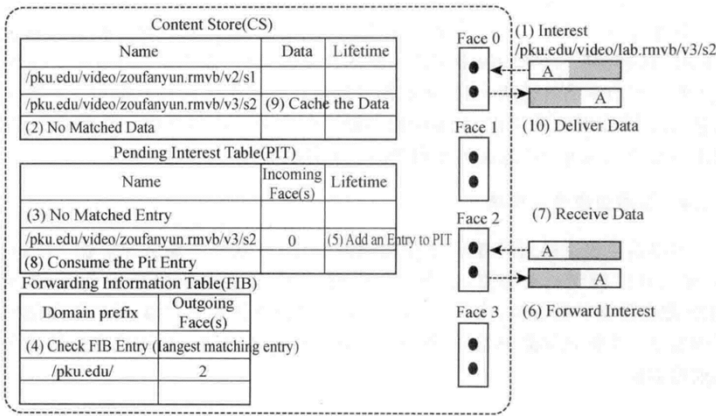 Content Store(CS)
Name Data Lifetime
/pku.edu/video/zoufanyun.rmvb/v2/s1
/pku.edu/video/zoufanyun.rmvb/v3/s2 (9) Cache the Data
(2) No Matched Data
Pending Interest Table(PIT)
Name Incoming Face(s) Lifetime
(3) No Matched Entry
/pku.edu/video/zoufanyun.rmvb/v3/s2 0 (5) Add an Entry to PIT
(8) Consume the Pit Entry
Forwarding Information Table(FIB)
Domain prefix Outgoing Face(s)
(4) Check FIB Entry (langest matching entry)
/pku.edu/ 2
Face 0
(1) Interest
/pku.edu/video/lab.rmvb/v3/s2
A
A
(10) Deliver Data
Face 1
Face 2
(7) Receive Data
A
A
(6) Forward Interest
Face 3